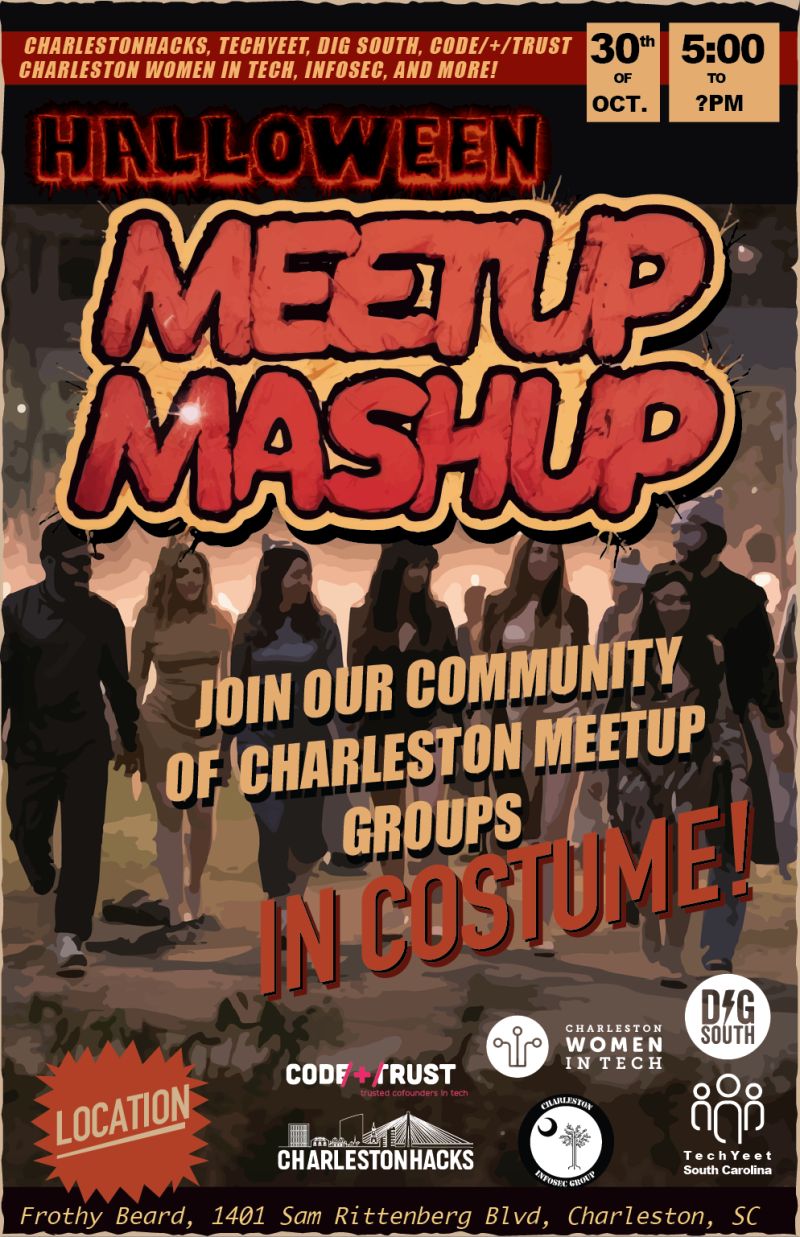 CHARLESTONHACKS, TECHYEET, DIG SOUTH, CODE/+/TRUST
CHARLESTON WOMEN IN TECH, INFOSEC, AND MORE!
30th
OF
OCT.
5:00
TO
?PM
HALLOWEEN
MEETUP
MASHUP
JOIN OUR COMMUNITY
OF CHARLESTON MEETUP
GROUPS
IN COSTUME!
DIG
SOUTH
CHARLESTON
WOMEN
IN TECH
CODE/+/TRUST
trusted cofounders in tech
CHARLESTONHACKS
CHARLESTON
INFOSEC GROUP
TechYeet
South Carolina
LOCATION
Frothy Beard, 1401 Sam Rittenberg Blvd, Charleston, SC